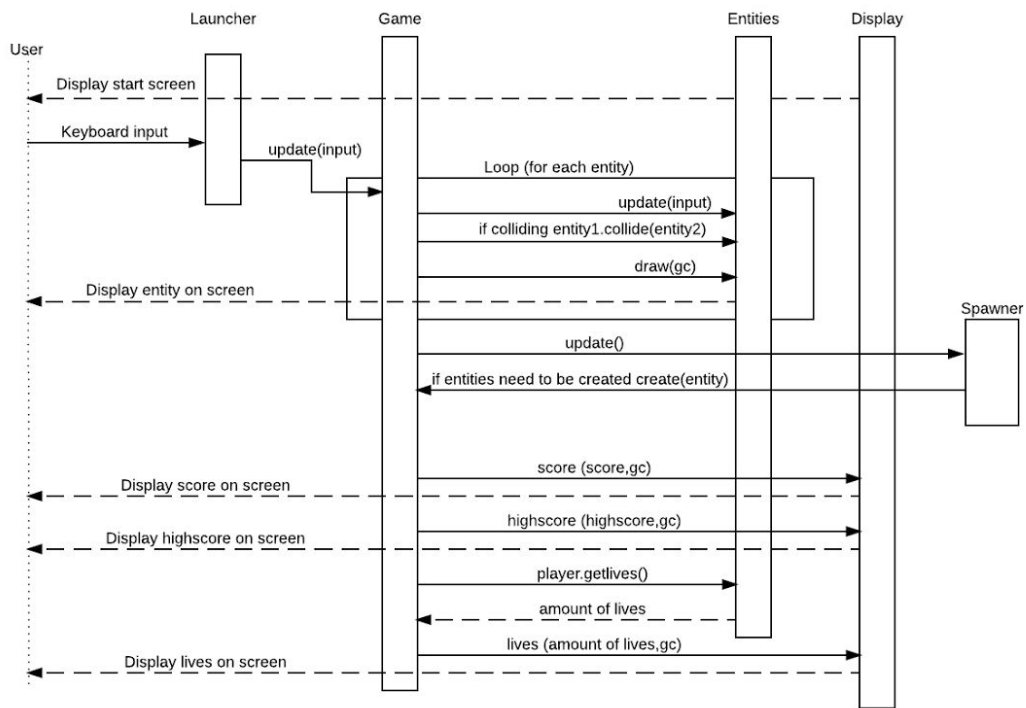 Launcher
Game
Entities
Display
User
Display start screen
Keyboard input
update(input)
Loop (for each entity)
update(input)
if colliding entity1.collide(entity2)
draw(gc)
Display entity on screen
Spawner
update()
if entities need to be created create(entity)
score (score,gc)
Display score on screen
highscore (highscore,gc)
Display highscore on screen
player.getlives()
amount of lives
lives (amount of lives,gc)
Display lives on screen